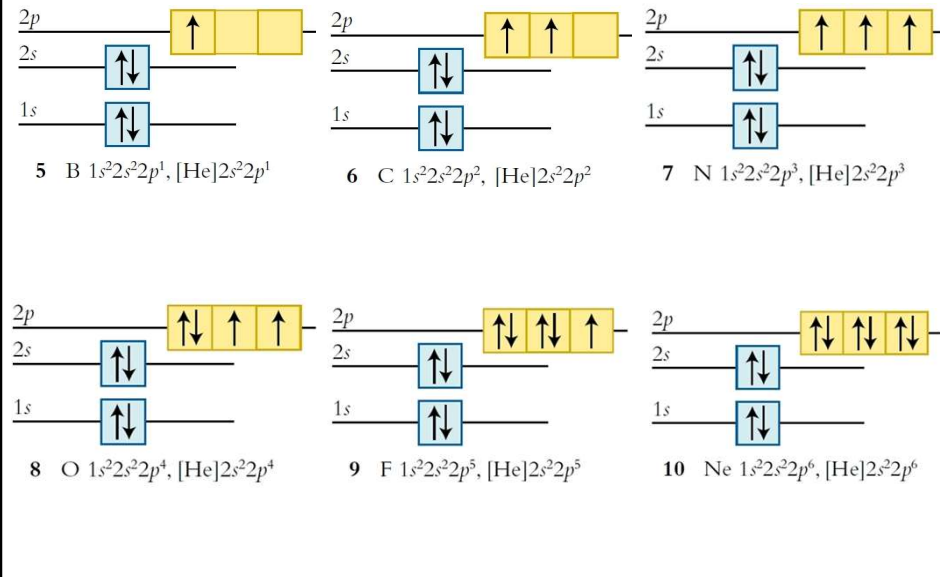 2p
2s
1s
5 B 1s²2s²2p¹, [He]2s²2p¹
2p
2s
1s
6 C 1s²2s²2p², [He]2s²2p²
2p
2s
1s
7 N 1s²2s²2p³, [He]2s²2p³
2p
2s
1s
8 O 1s²2s²2p⁴, [He]2s²2p⁴
2p
2s
1s
9 F 1s²2s²2p⁵, [He]2s²2p⁵
2p
2s
1s
10 Ne 1s²2s²2p⁶, [He]2s²2p⁶